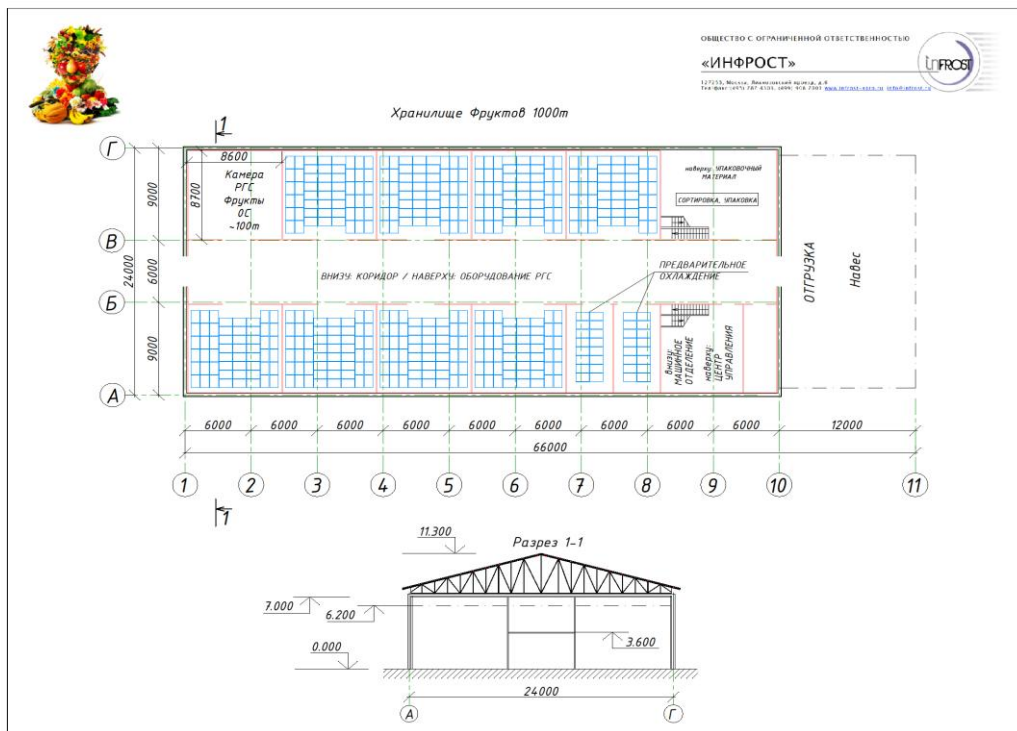 ОБЩЕСТВО С ОГРАНИЧЕННОЙ ОТВЕТСТВЕННОСТЬЮ
«ИНФРОСТ»
inFROST
Хранилище Фруктов 1000т
1
Г
8600
Камера
РГС
Фрукты
ОС
~100т
8700
9000
наверху: УПАКОВОЧНЫЙ
МАТЕРИАЛ
СОРТИРОВКА, УПАКОВКА
В
24000
6000
ВНИЗУ: КОРИДОР / НАВЕРХУ: ОБОРУДОВАНИЕ РГС
ПРЕДВАРИТЕЛЬНОЕ
ОХЛАЖДЕНИЕ
ОТГРУЗКА
Навес
Б
9000
внизу:
МАШИННОЕ
ОТДЕЛЕНИЕ
наверху:
ЦЕНТР
УПРАВЛЕНИЯ
А
6000 6000 6000 6000 6000 6000 6000 6000 6000 12000
66000
1 2 3 4 5 6 7 8 9 10 11
1
Разрез 1-1
11.300
7.000
6.200
3.600
0.000
24000
А Г